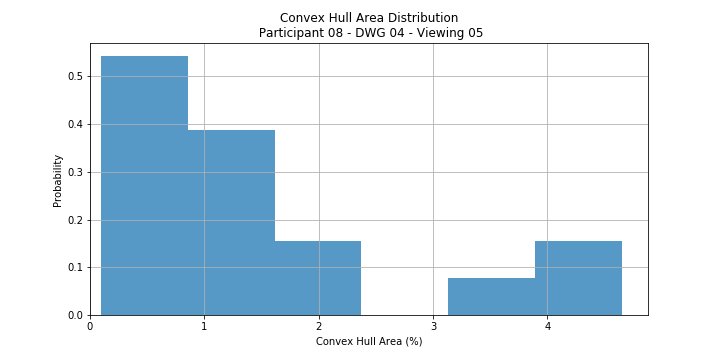 Convex Hull Area Distribution
Participant 08 - DWG 04 - Viewing 05
Probability
0.5
0.4
0.3
0.2
0.1
0.0
0 1 2 3 4
Convex Hull Area (%)